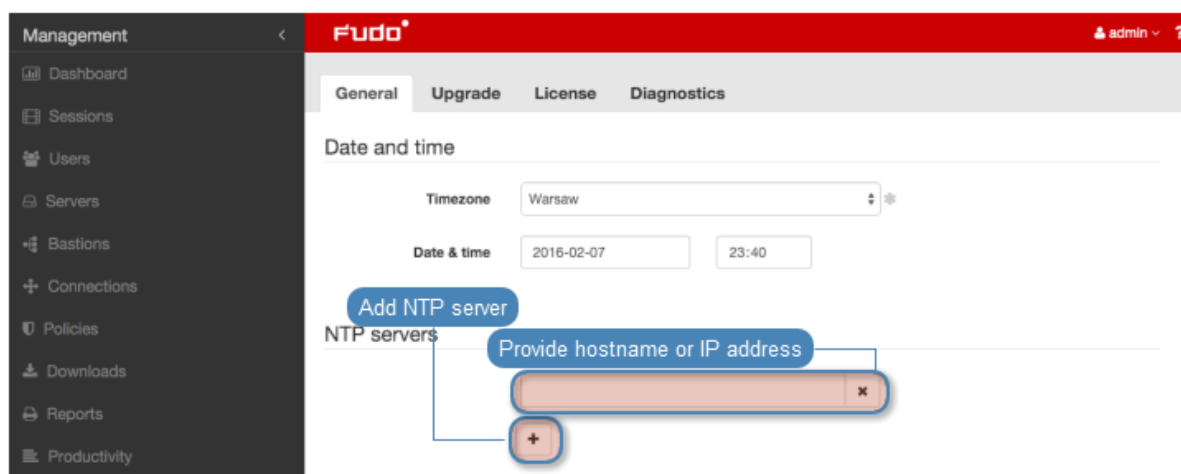 Management
FUDO
admin
?
Dashboard
Sessions
Users
Servers
Bastions
Connections
Policies
Downloads
Reports
Productivity
General Upgrade License Diagnostics
Date and time
Timezone Warsaw
Date & time 2016-02-07 23:40
Add NTP server
NTP servers
Provide hostname or IP address